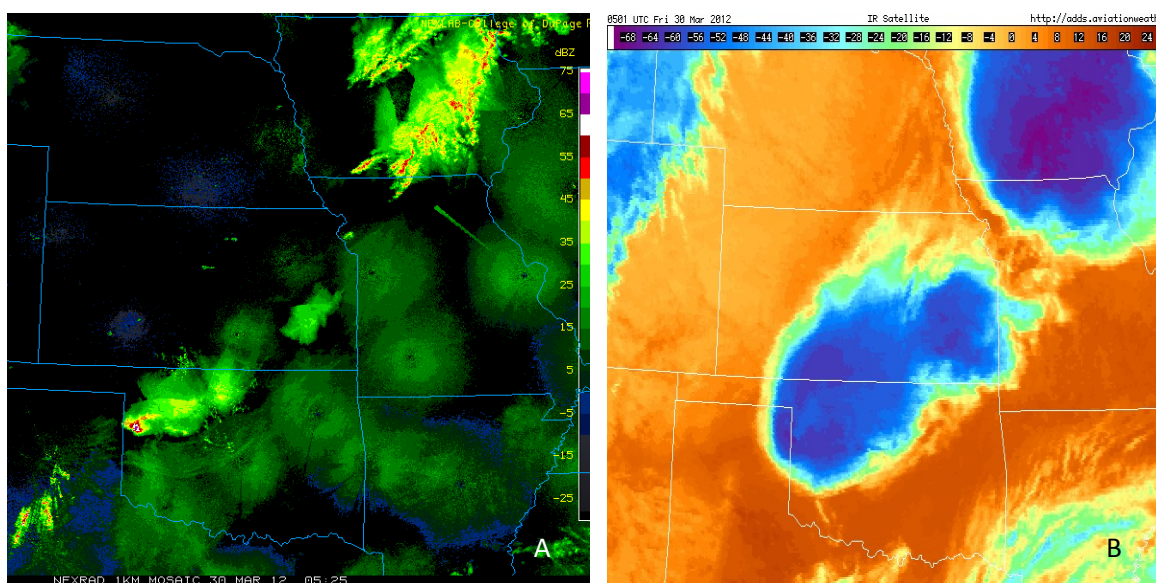 NEXLAB-College of DuPage
dBZ
75
65
55
45
35
25
15
5
-5
-15
-25
A
NEXRAD 1KM MOSAIC 30 MAR 12 05:25
0501 UTC Fri 30 Mar 2012 IR Satellite http://adds.aviationweath
-68 -64 -60 -56 -52 -48 -44 -40 -36 -32 -28 -24 -20 -16 -12 -8 -4 0 4 8 12 16 20 24
B